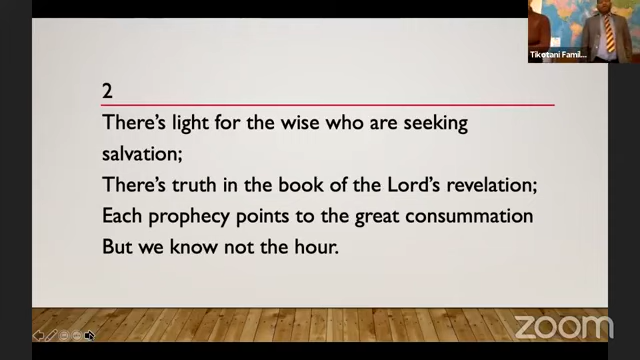 Tikotani Famil...
2
There's light for the wise who are seeking
salvation;
There's truth in the book of the Lord's revelation;
Each prophecy points to the great consummation
But we know not the hour.
zoom